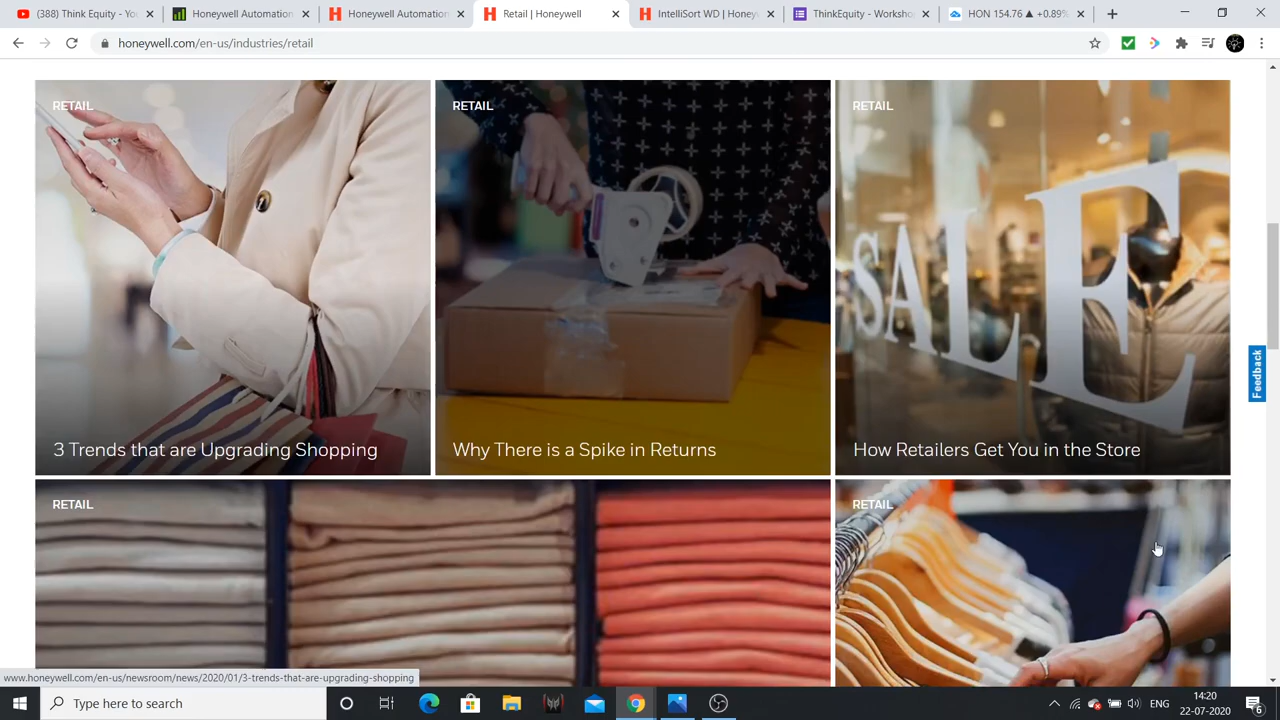 (388) Think Equity - Yo
Honeywell Automation
Honeywell Automation
Retail | Honeywell
IntelliSort WD | Honey
ThinkEquity - Worksho
HON 154.76 ▲ +0.89%
honeywell.com/en-us/industries/retail
RETAIL
RETAIL
RETAIL
SALE
Feedback
3 Trends that are Upgrading Shopping
Why There is a Spike in Returns
How Retailers Get You in the Store
RETAIL
RETAIL
www.honeywell.com/en-us/newsroom/news/2020/01/3-trends-that-are-upgrading-shopping
Type here to search
ENG
14:20
22-07-2020
6